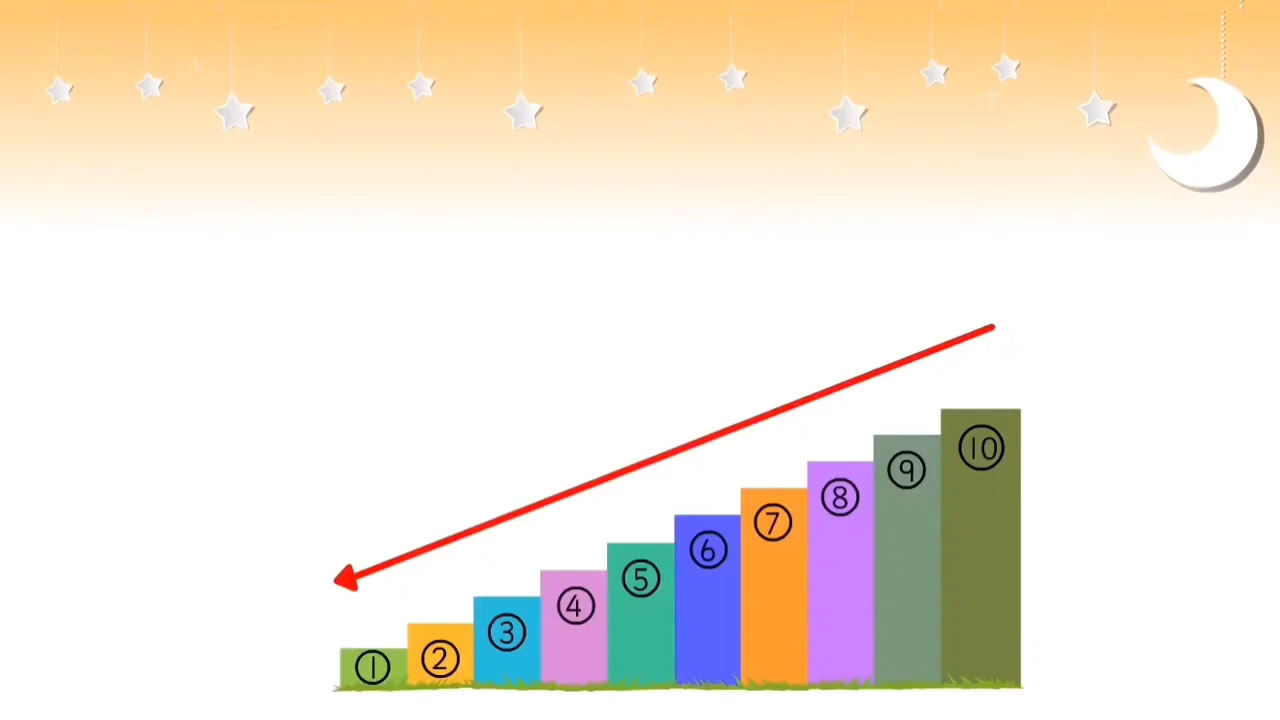 ① ② ③ ④ ⑤ ⑥ ⑦ ⑧ ⑨ ⑩